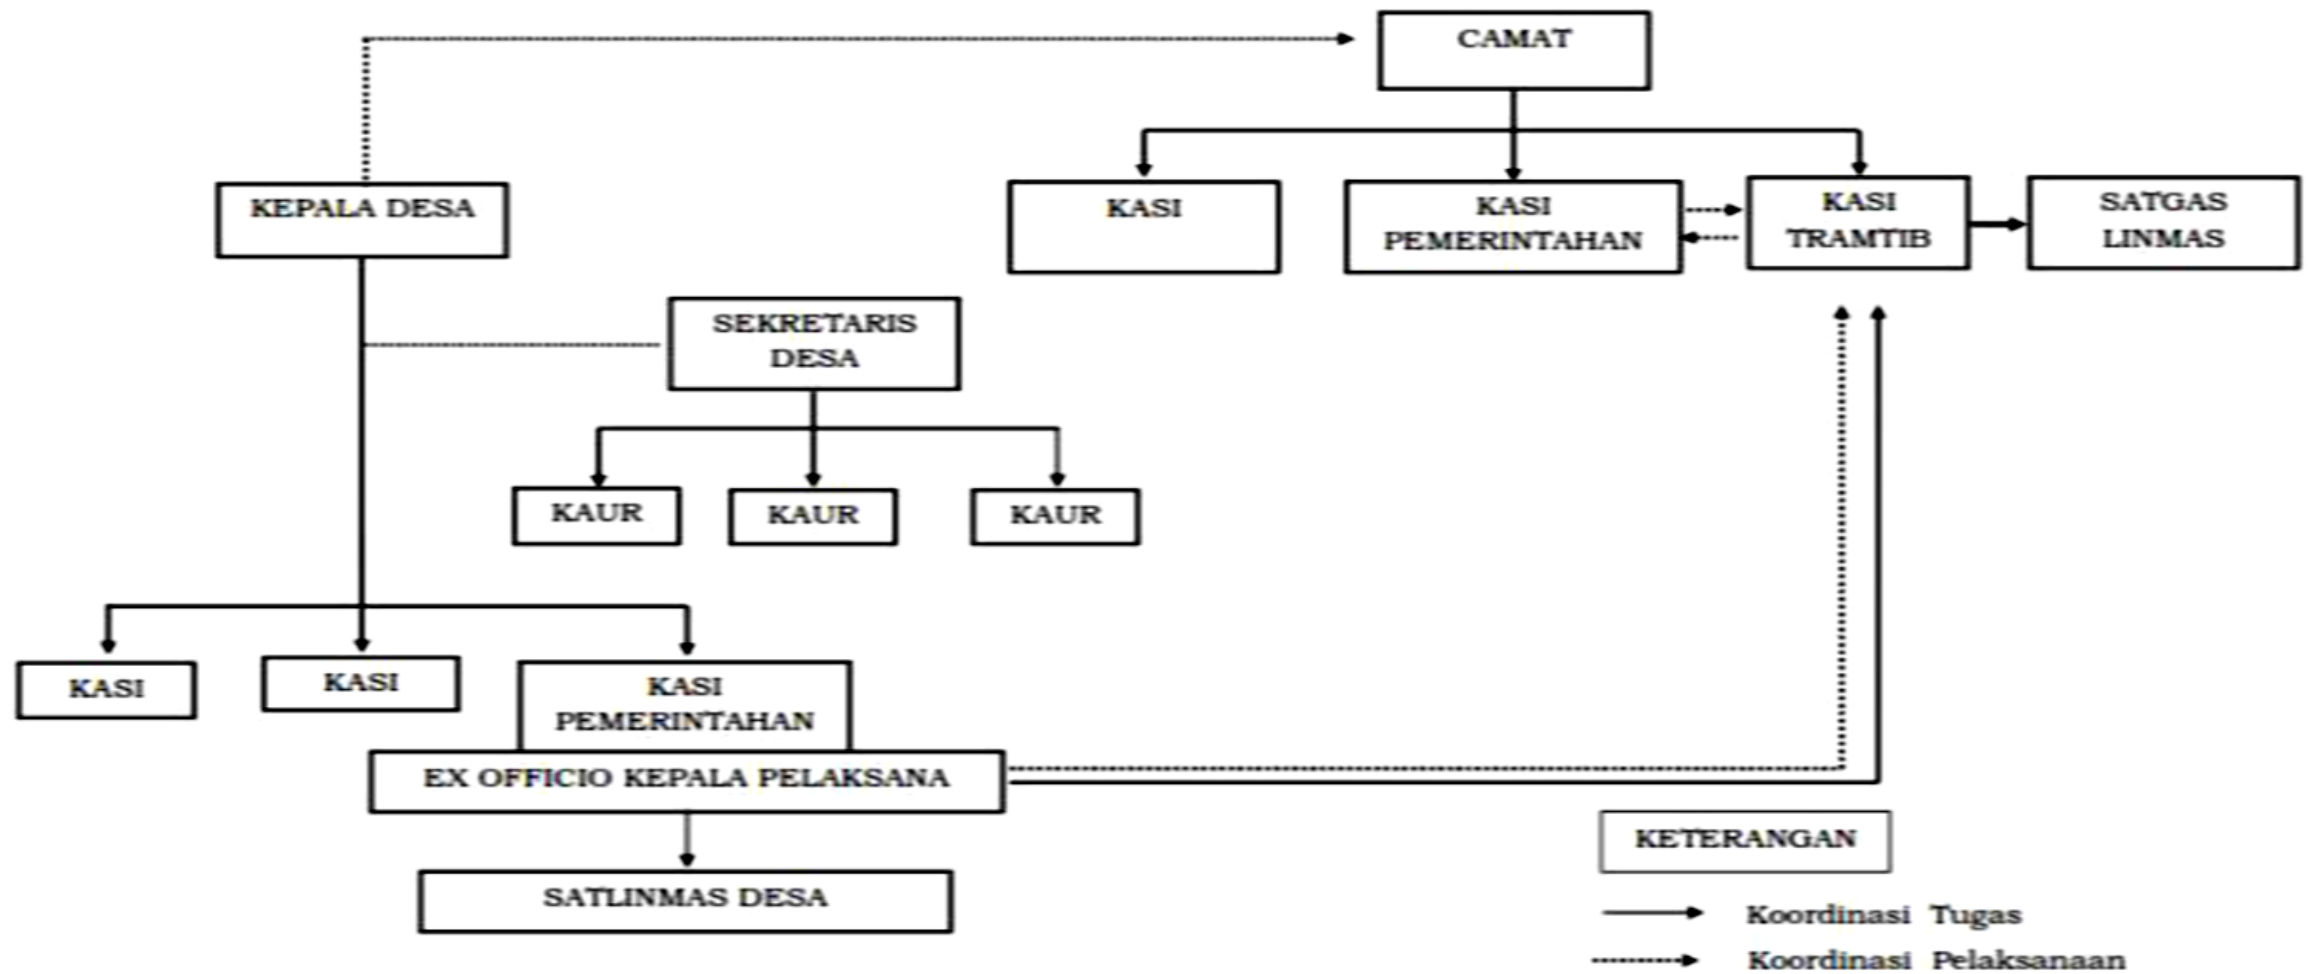 CAMAT
KEPALA DESA
KASI
KASI
PEMERINTAHAN
KASI
TRAMTIB
SATGAS
LINMAS
SEKRETARIS
DESA
KAUR
KAUR
KAUR
KASI
KASI
KASI
PEMERINTAHAN
EX OFFICIO KEPALA PELAKSANA
SATLINMAS DESA
KETERANGAN
Koordinasi Tugas
Koordinasi Pelaksanaan